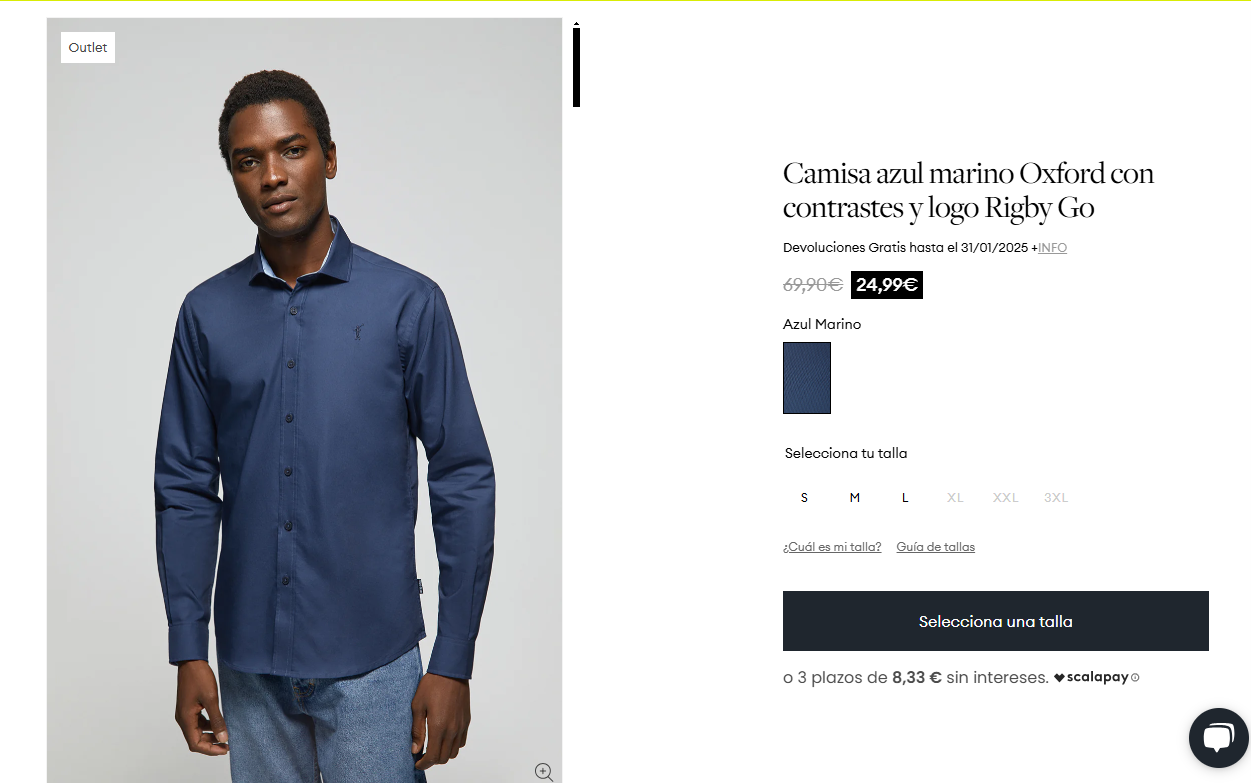 Outlet
Camisa azul marino Oxford con
contrastes y logo Rigby Go
Devoluciones Gratis hasta el 31/01/2025 +INFO
69,90€ 24,99€
Azul Marino
Selecciona tu talla
S M L XL XXL 3XL
¿Cuál es mi talla? Guía de tallas
Selecciona una talla
o 3 plazos de 8,33 € sin intereses. scalapay